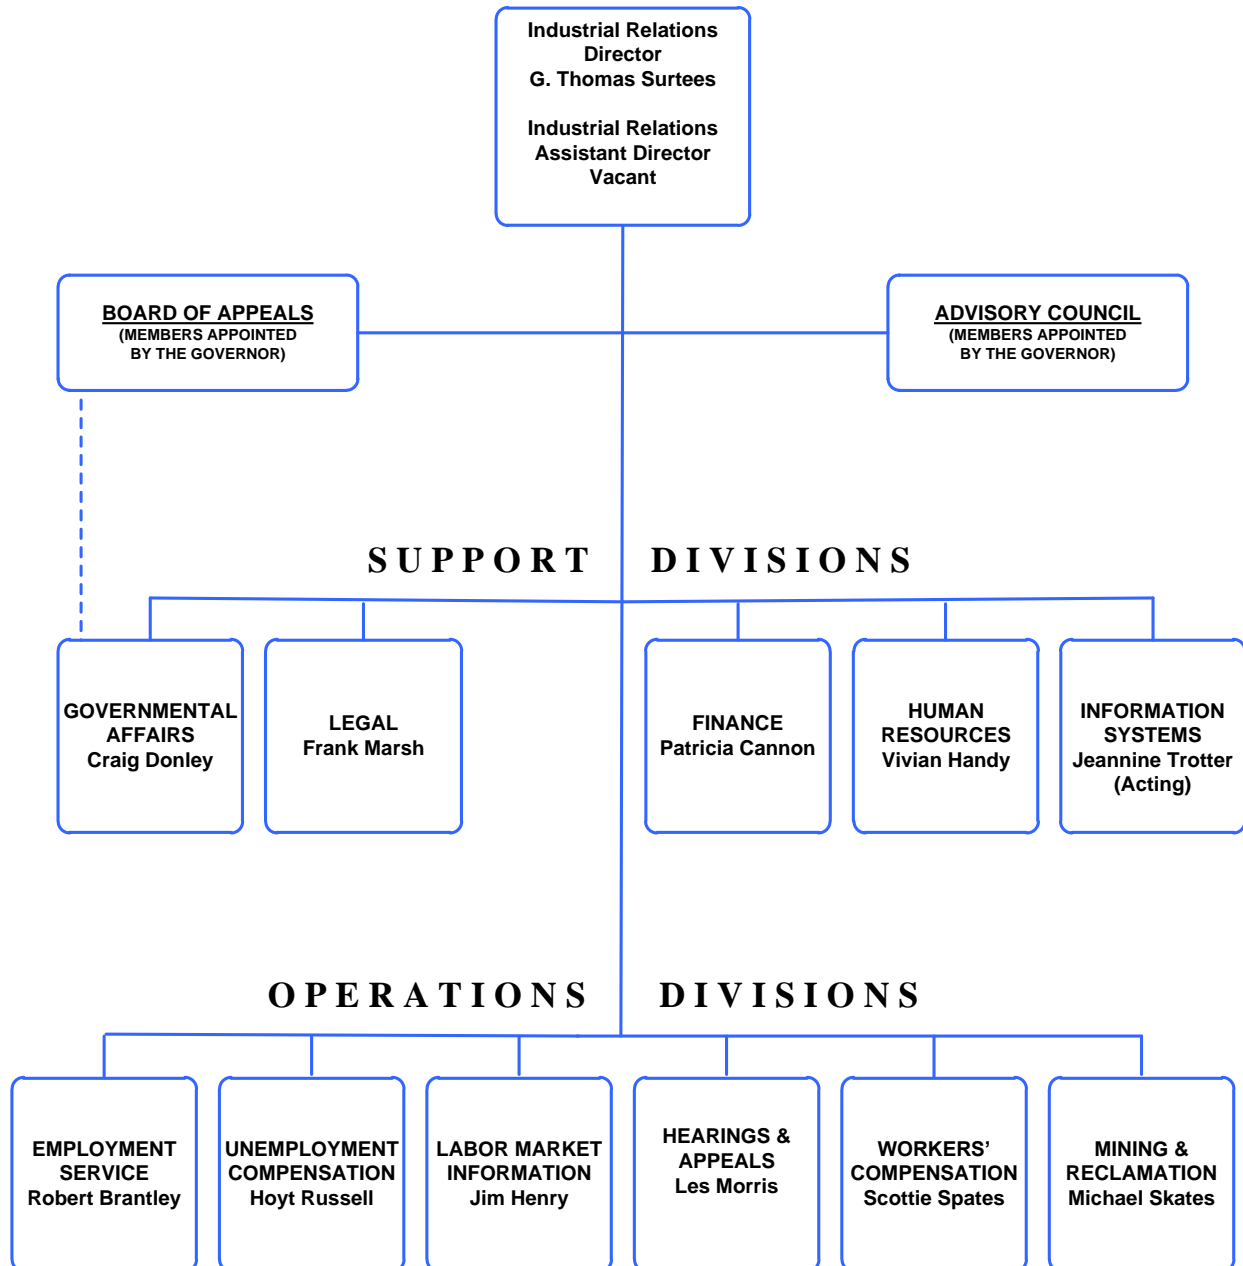 Industrial Relations
Director
G. Thomas Surtees
Industrial Relations
Assistant Director
Vacant
BOARD OF APPEALS
(MEMBERS APPOINTED
BY THE GOVERNOR)
ADVISORY COUNCIL
(MEMBERS APPOINTED
BY THE GOVERNOR)
SUPPORT DIVISIONS
GOVERNMENTAL
AFFAIRS
Craig Donley
LEGAL
Frank Marsh
FINANCE
Patricia Cannon
HUMAN
RESOURCES
Vivian Handy
INFORMATION
SYSTEMS
Jeannine Trotter
(Acting)
OPERATIONS DIVISIONS
EMPLOYMENT
SERVICE
Robert Brantley
UNEMPLOYMENT
COMPENSATION
Hoyt Russell
LABOR MARKET
INFORMATION
Jim Henry
HEARINGS &
APPEALS
Les Morris
WORKERS’
COMPENSATION
Scottie Spates
MINING &
RECLAMATION
Michael Skates